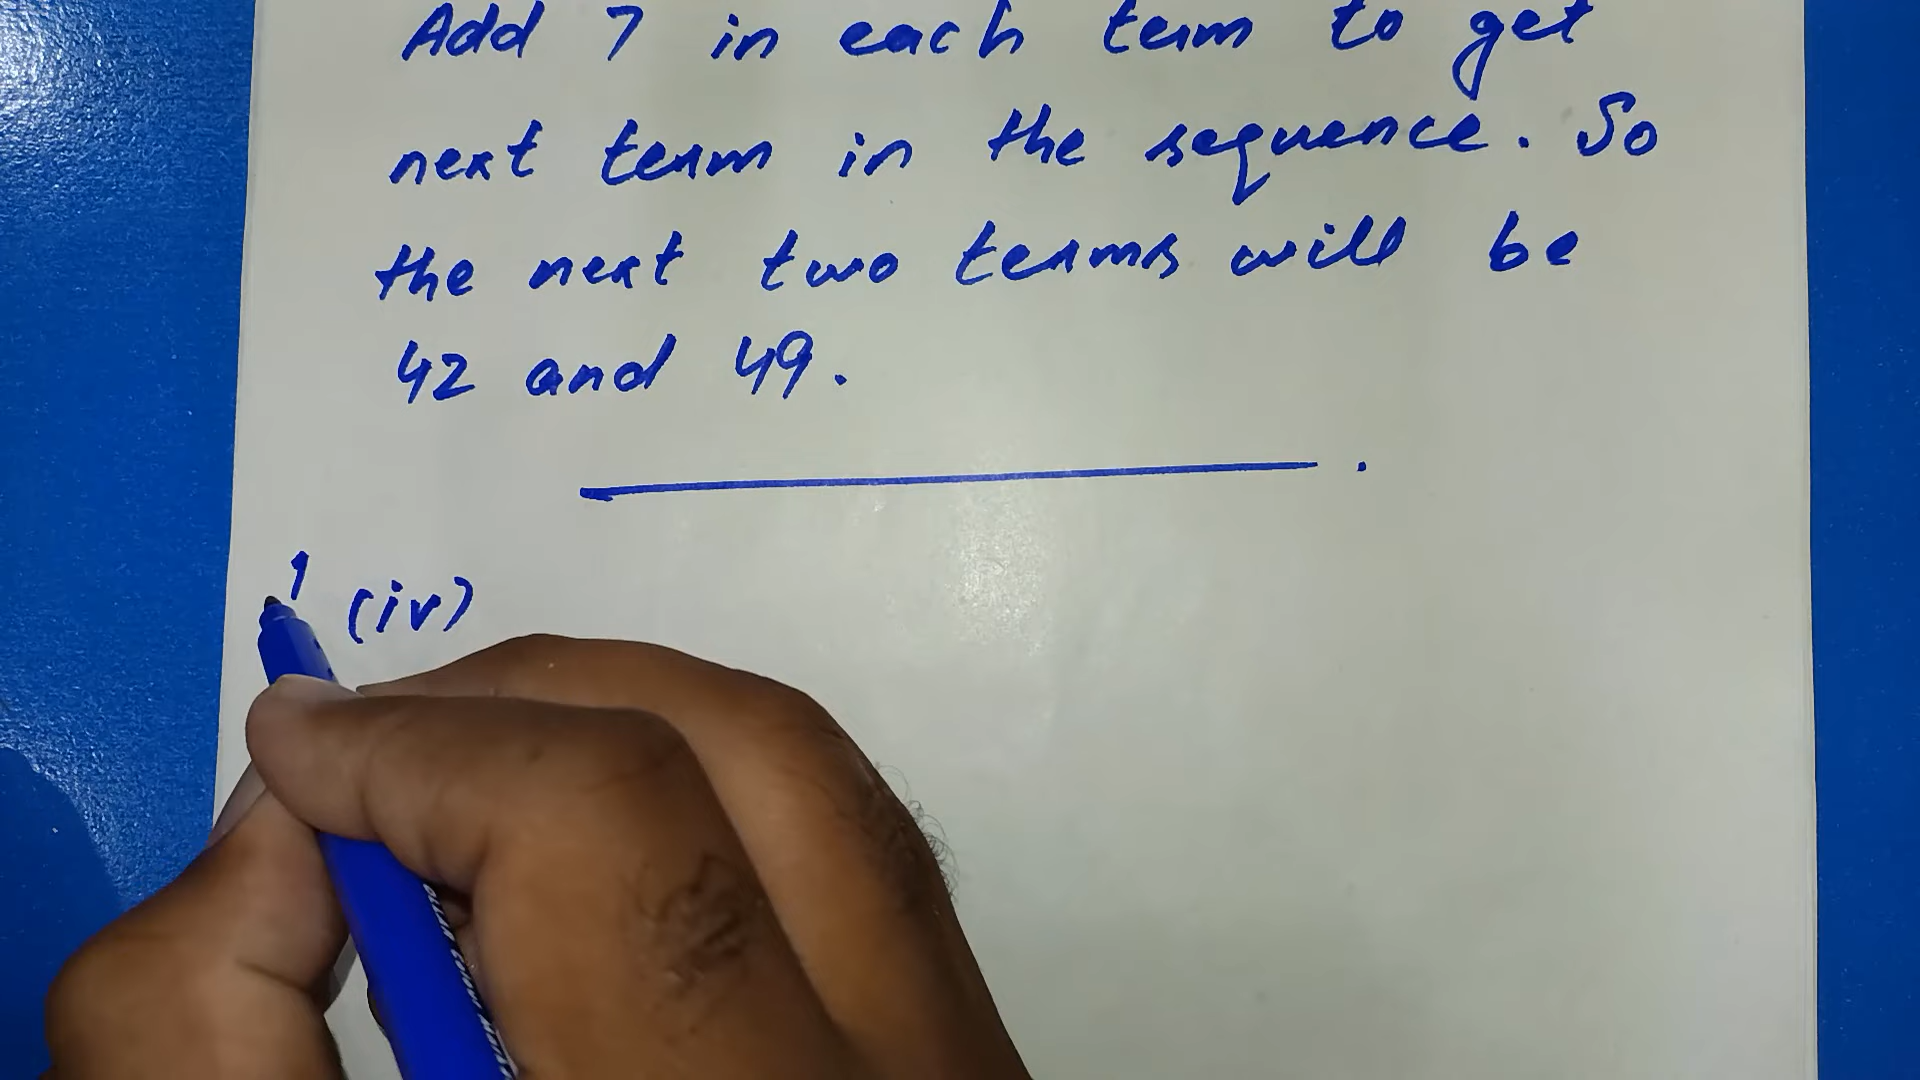 Add 7 in each term to get
next term in the sequence. So
the next two terms will be
42 and 49.
1 (iv)